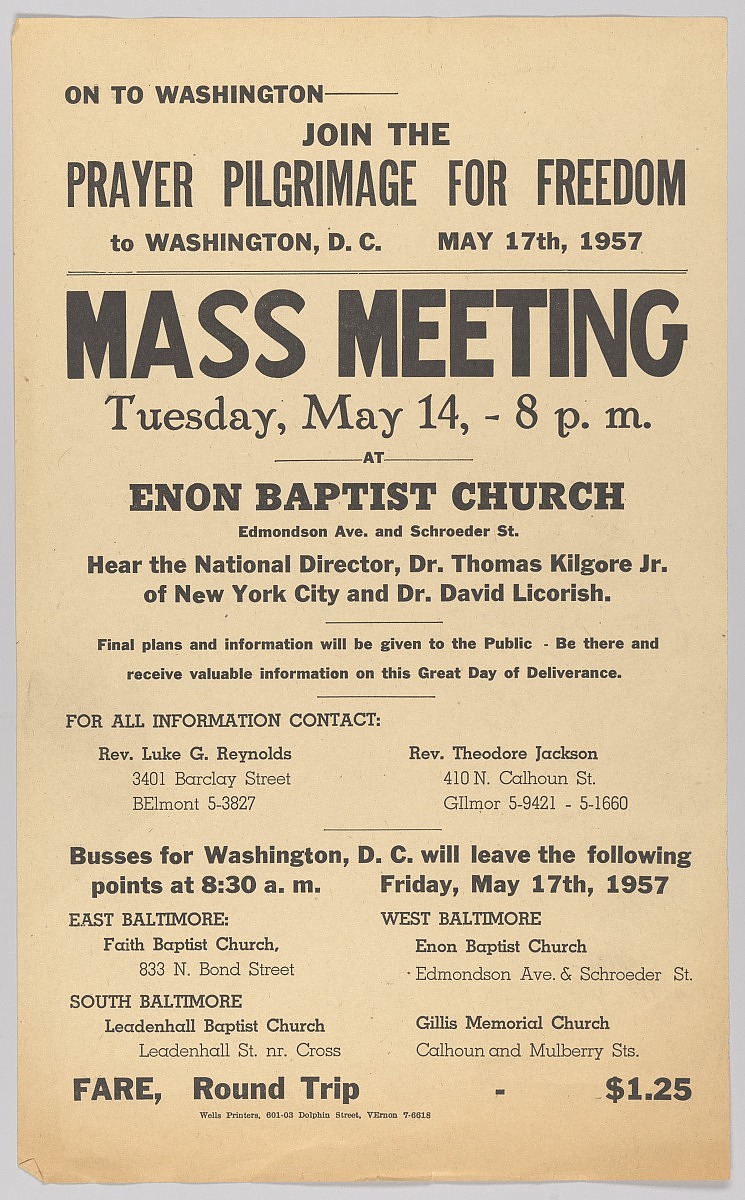 ON TO WASHINGTON
JOIN THE
PRAYER PILGRIMAGE FOR FREEDOM
to WASHINGTON, D. C. MAY 17th, 1957
MASS MEETING
Tuesday, May 14, - 8 p. m.
AT
ENON BAPTIST CHURCH
Edmondson Ave. and Schroeder St.
Hear the National Director, Dr. Thomas Kilgore Jr.
of New York City and Dr. David Licorish.
Final plans and information will be given to the Public - Be there and
receive valuable information on this Great Day of Deliverance.
FOR ALL INFORMATION CONTACT:
Rev. Luke G. Reynolds
3401 Barclay Street
BElmont 5-3827
Rev. Theodore Jackson
410 N. Calhoun St.
GIlmor 5-9421 - 5-1660
Busses for Washington, D. C. will leave the following
points at 8:30 a. m. Friday, May 17th, 1957
EAST BALTIMORE:
Faith Baptist Church,
833 N. Bond Street
SOUTH BALTIMORE
Leadenhall Baptist Church
Leadenhall St. nr. Cross
WEST BALTIMORE
Enon Baptist Church
Edmondson Ave. & Schroeder St.
Gillis Memorial Church
Calhoun and Mulberry Sts.
FARE, Round Trip - $1.25
Wells Printers, 601-03 Dolphin Street, VErnon 7-6618